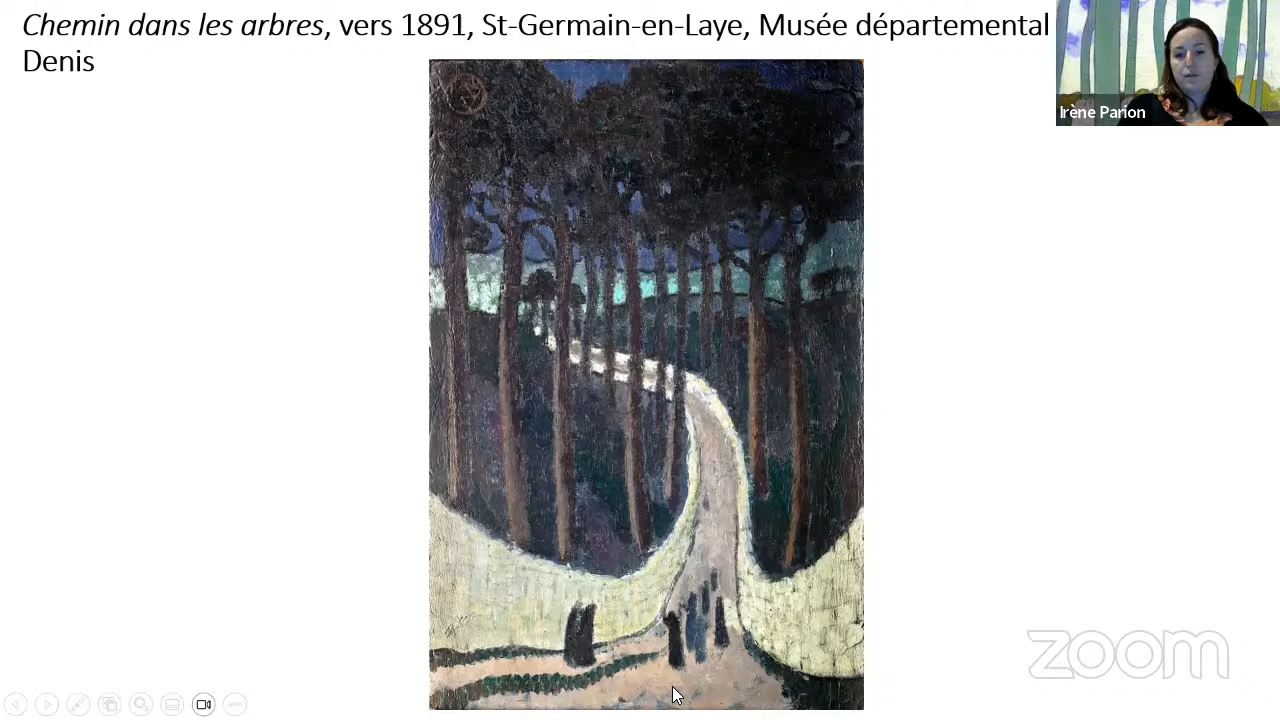 Chemin dans les arbres, vers 1891, St-Germain-en-Laye, Musée départemental
Denis
Irène Parion
zoom